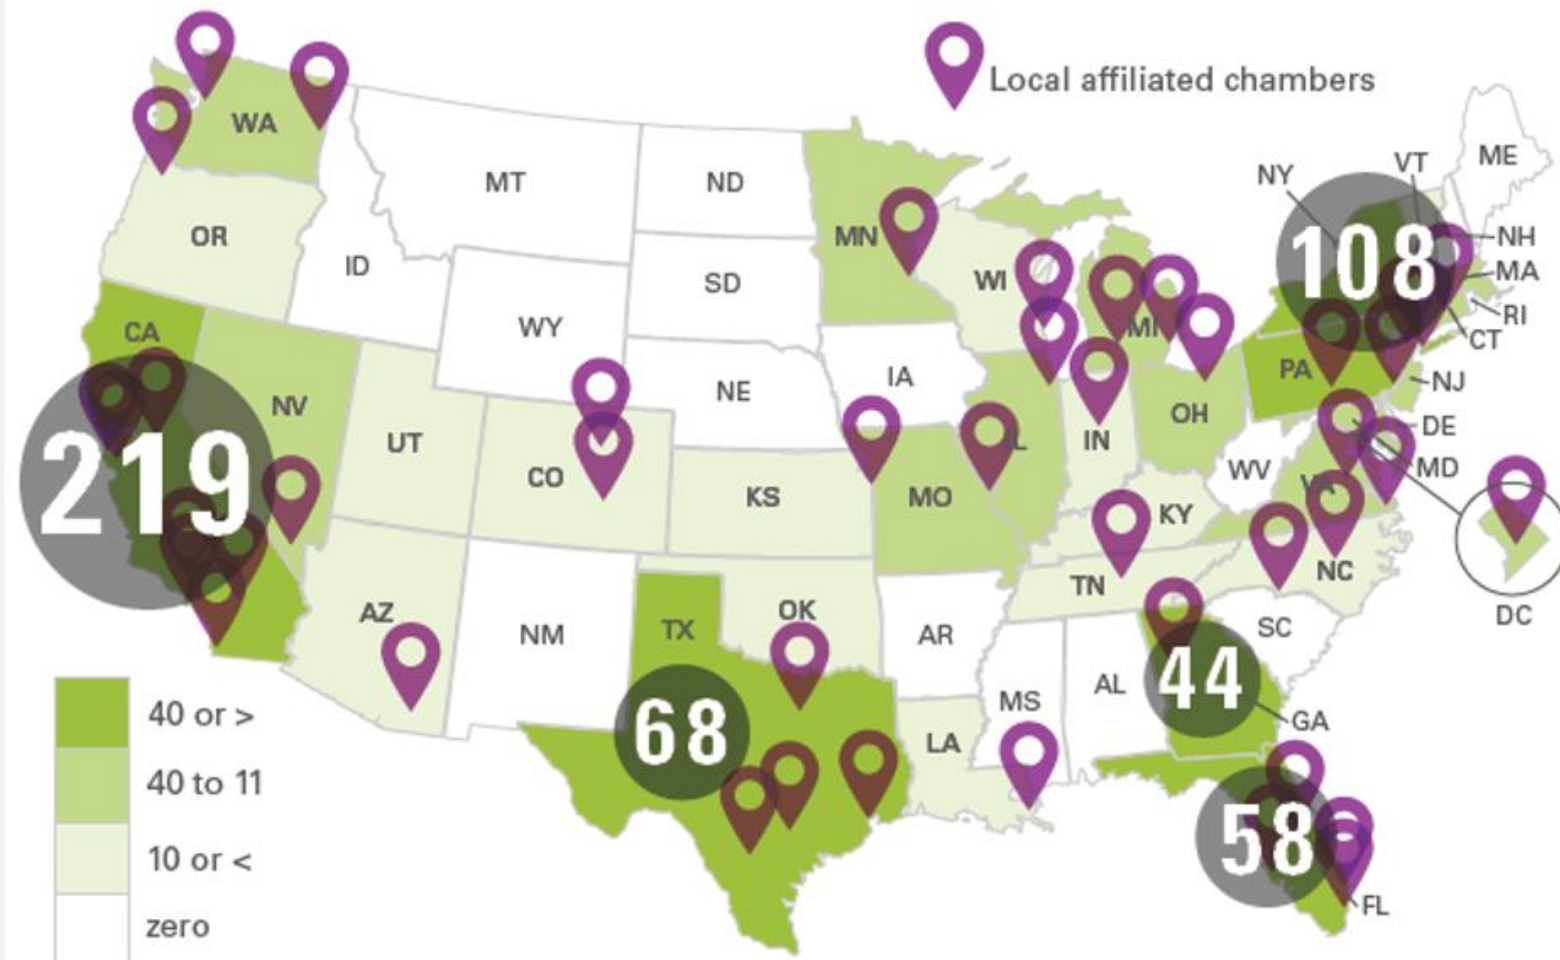 Local affiliated chambers
WA
MT
ND
OR
ID
MN
SD
WI
WY
MI
NY
VT
ME
NH
MA
RI
CT
108
CA
NV
UT
CO
NE
IA
KS
MO
IL
IN
OH
PA
NJ
DE
MD
WV
VA
KY
DC
219
AZ
NM
TX
OK
AR
TN
NC
SC
MS
AL
GA
LA
68
44
58
FL
40 or >
40 to 11
10 or <
zero